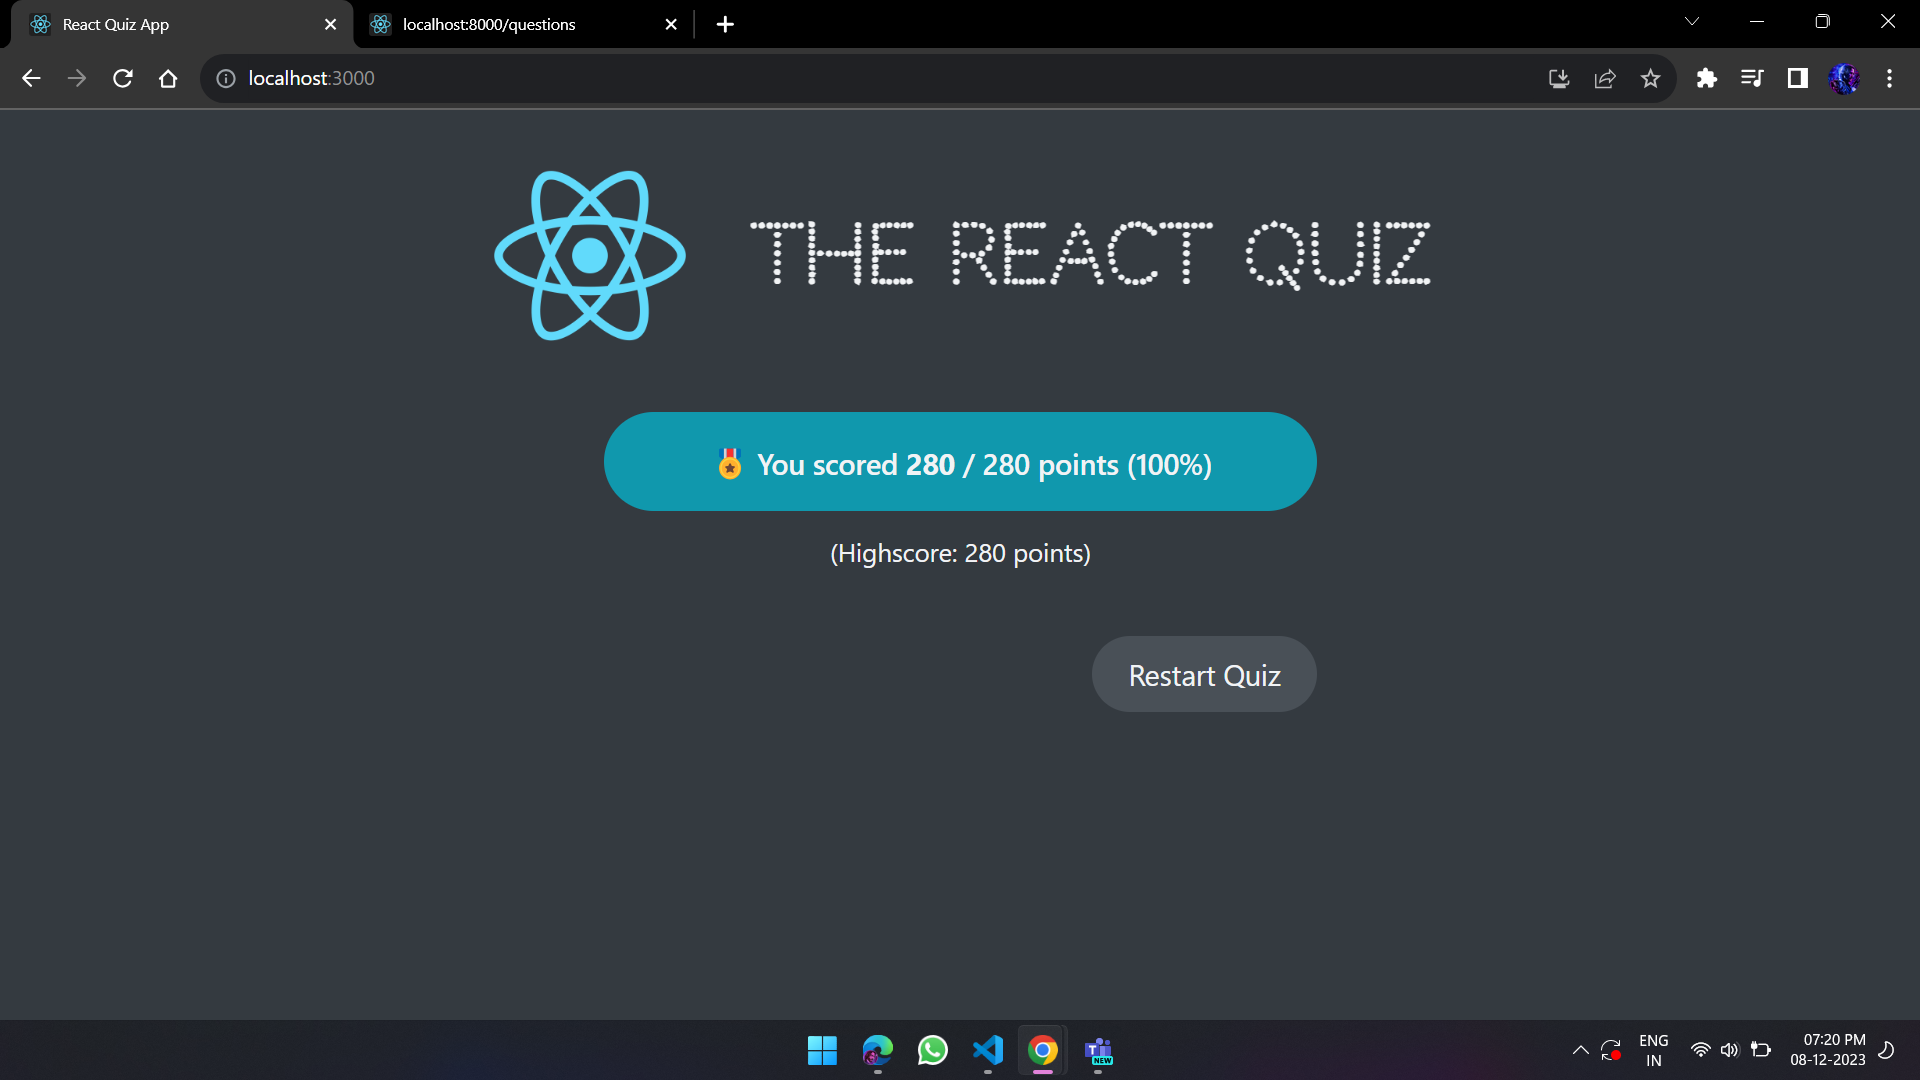 React Quiz App
localhost:8000/questions
localhost:3000
THE REACT QUIZ
🏅 You scored 280 / 280 points (100%)
(Highscore: 280 points)
Restart Quiz
NEW
ENG
IN
07:20 PM
08-12-2023